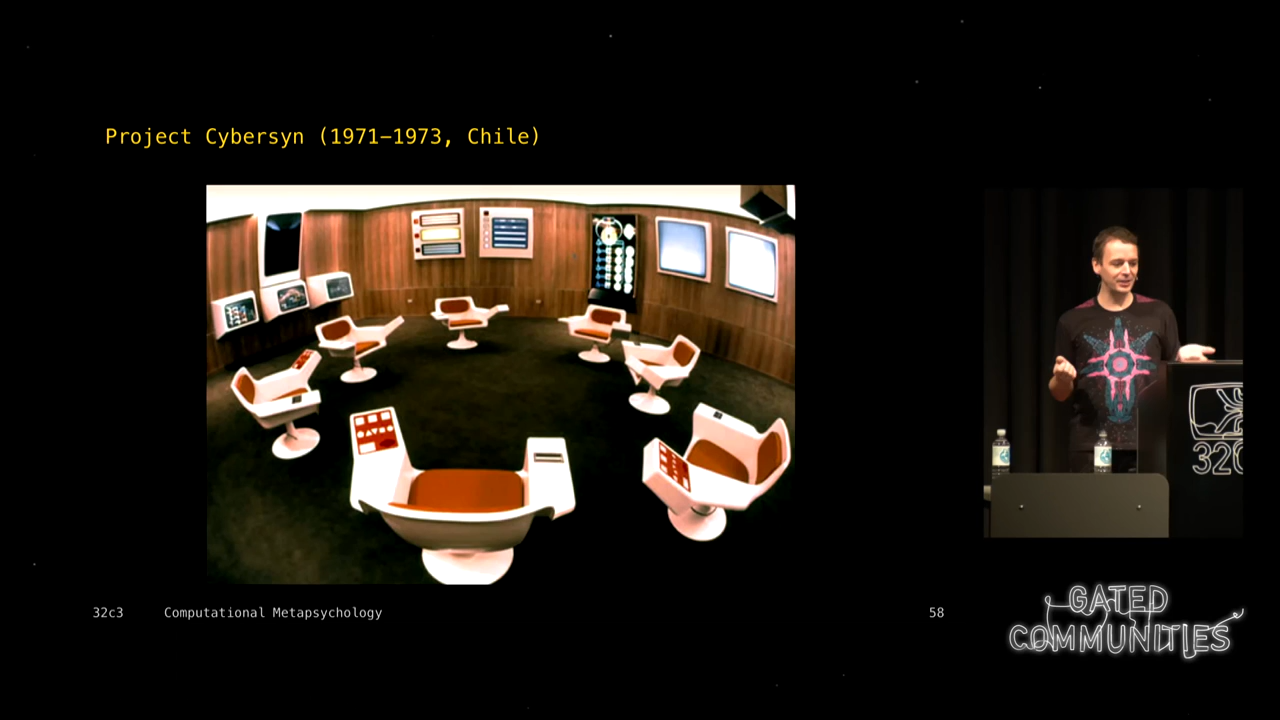 Project Cybersyn (1971–1973, Chile)
32c3
Computational Metapsychology
58
GATED
COMMUNITIES